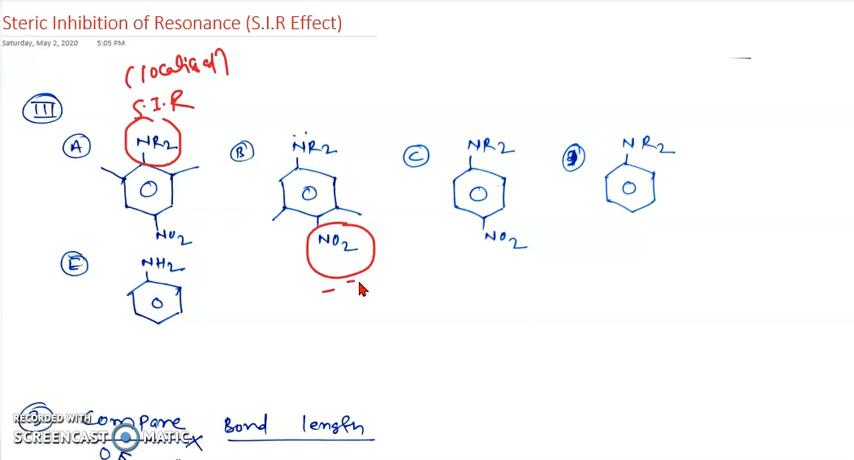 Steric Inhibition of Resonance (S.I.R Effect)
Saturday, May 2, 2020 5:05 PM
(localised)
S.I.R
III
A NR2 B NR2 C NR2 NR2
NO2 NO2 NO2
E NH2
RECORDED WITH
SCREENCAST MATIC
Compare Bond length
OF